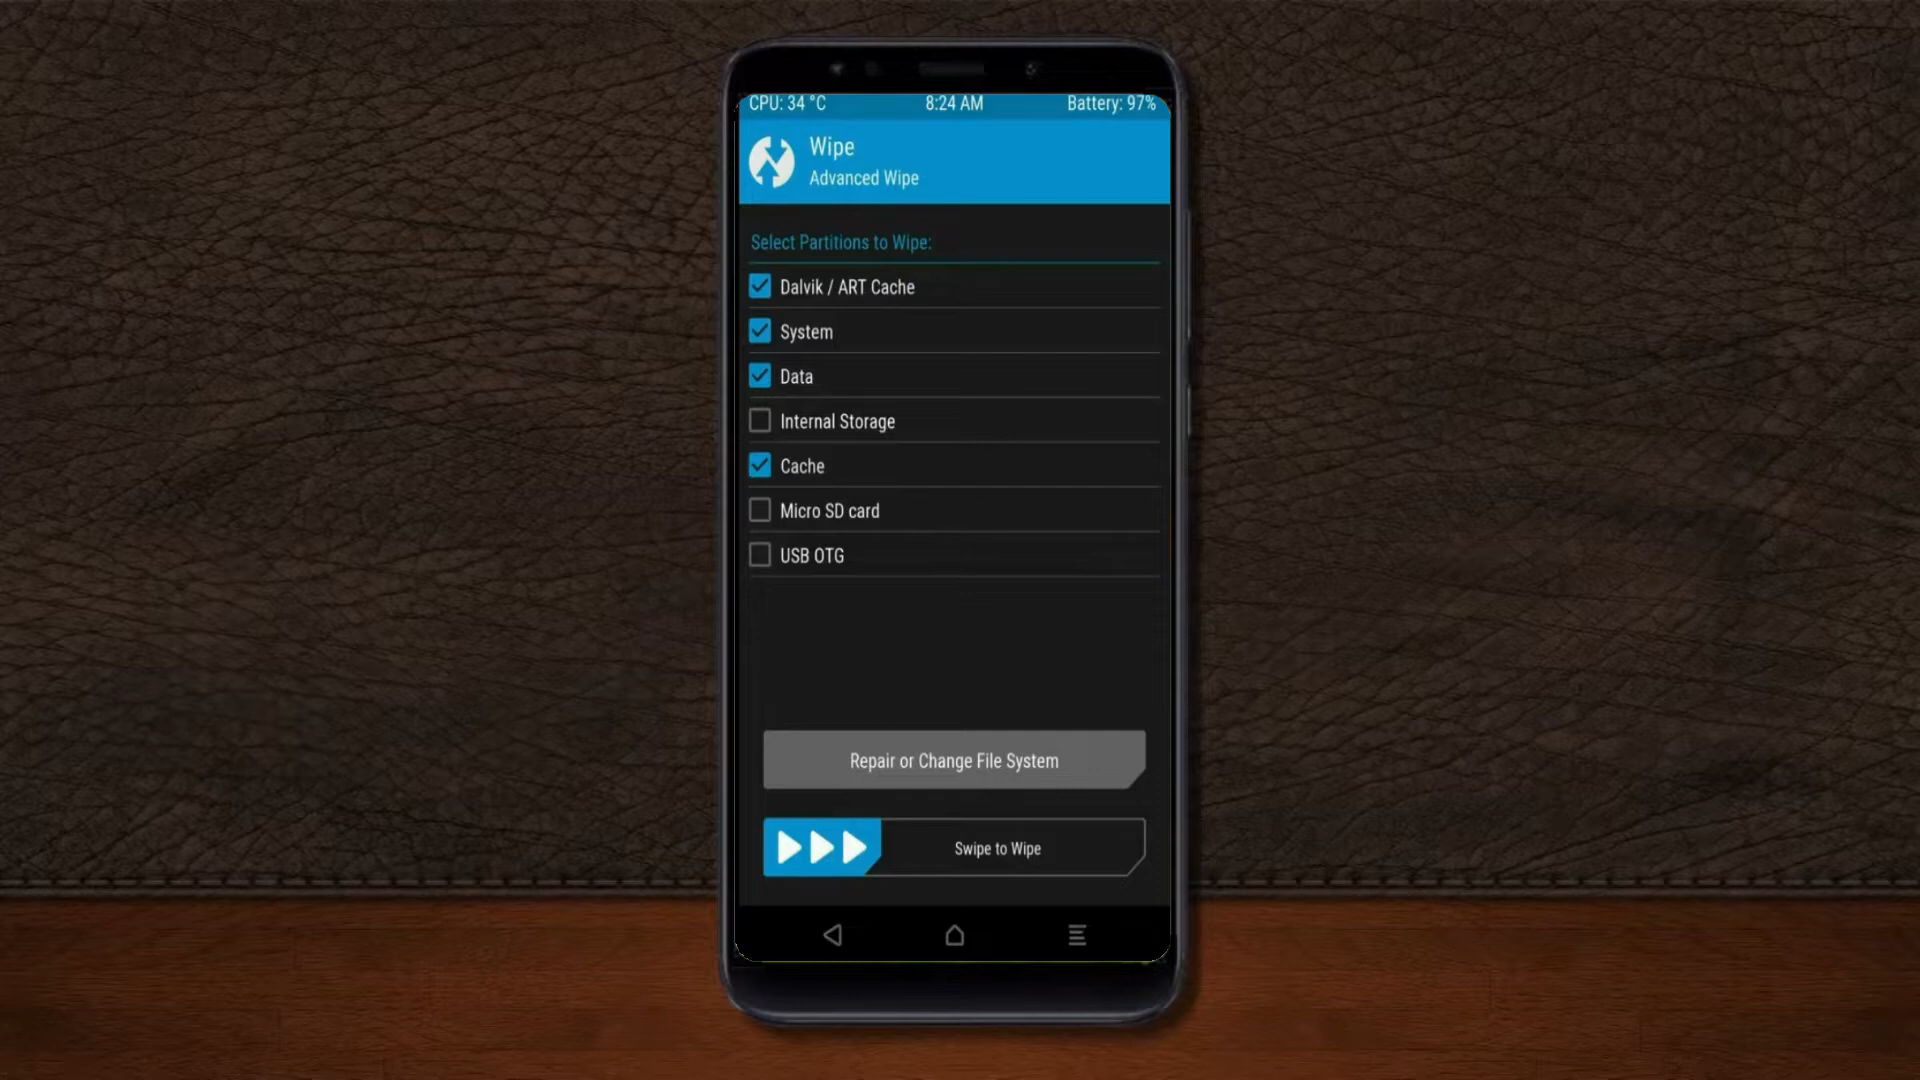 CPU: 34 °C 8:24 AM Battery: 97%
Wipe
Advanced Wipe
Select Partitions to Wipe:
Dalvik / ART Cache
System
Data
Internal Storage
Cache
Micro SD card
USB OTG
Repair or Change File System
Swipe to Wipe